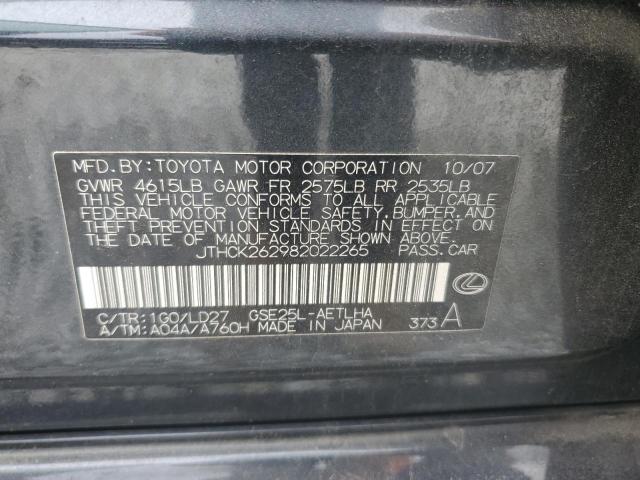 MFD.BY:TOYOTA MOTOR CORPORATION 10/07
GVWR 4615LB GAWR FR 2575LB RR 2535LB
THIS VEHICLE CONFORMS TO ALL APPLICABLE
FEDERAL MOTOR VEHICLE SAFETY,BUMPER,AND
THEFT PREVENTION STANDARDS IN EFFECT ON
THE DATE OF MANUFACTURE SHOWN ABOVE.
JTHCK262982022265 PASS.CAR
C/TR:1G0/LD27 GSE25L-AETLHA
A/TM:A04A/A760H MADE IN JAPAN 373 A